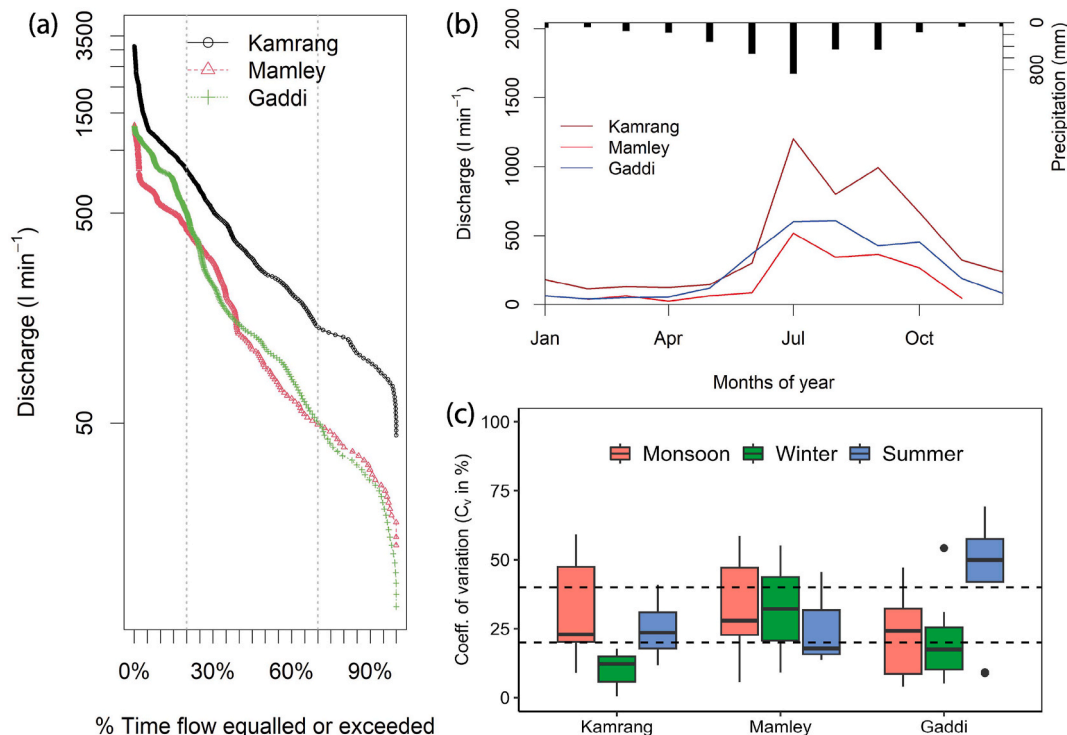 (a)
Kamrang
Mamley
Gaddi
Discharge (l min⁻¹)
35000
1500
500
50
0% 30% 60% 90%
% Time flow equalled or exceeded
(b)
Discharge (l min⁻¹)
2000
1500
1000
500
0
Kamrang
Mamley
Gaddi
0
800
Precipitation (mm)
Jan Apr Jul Oct
Months of year
(c)
Coeff. of variation (Cᵥ in %)
100
75
50
25
0
Monsoon Winter Summer
Kamrang Mamley Gaddi